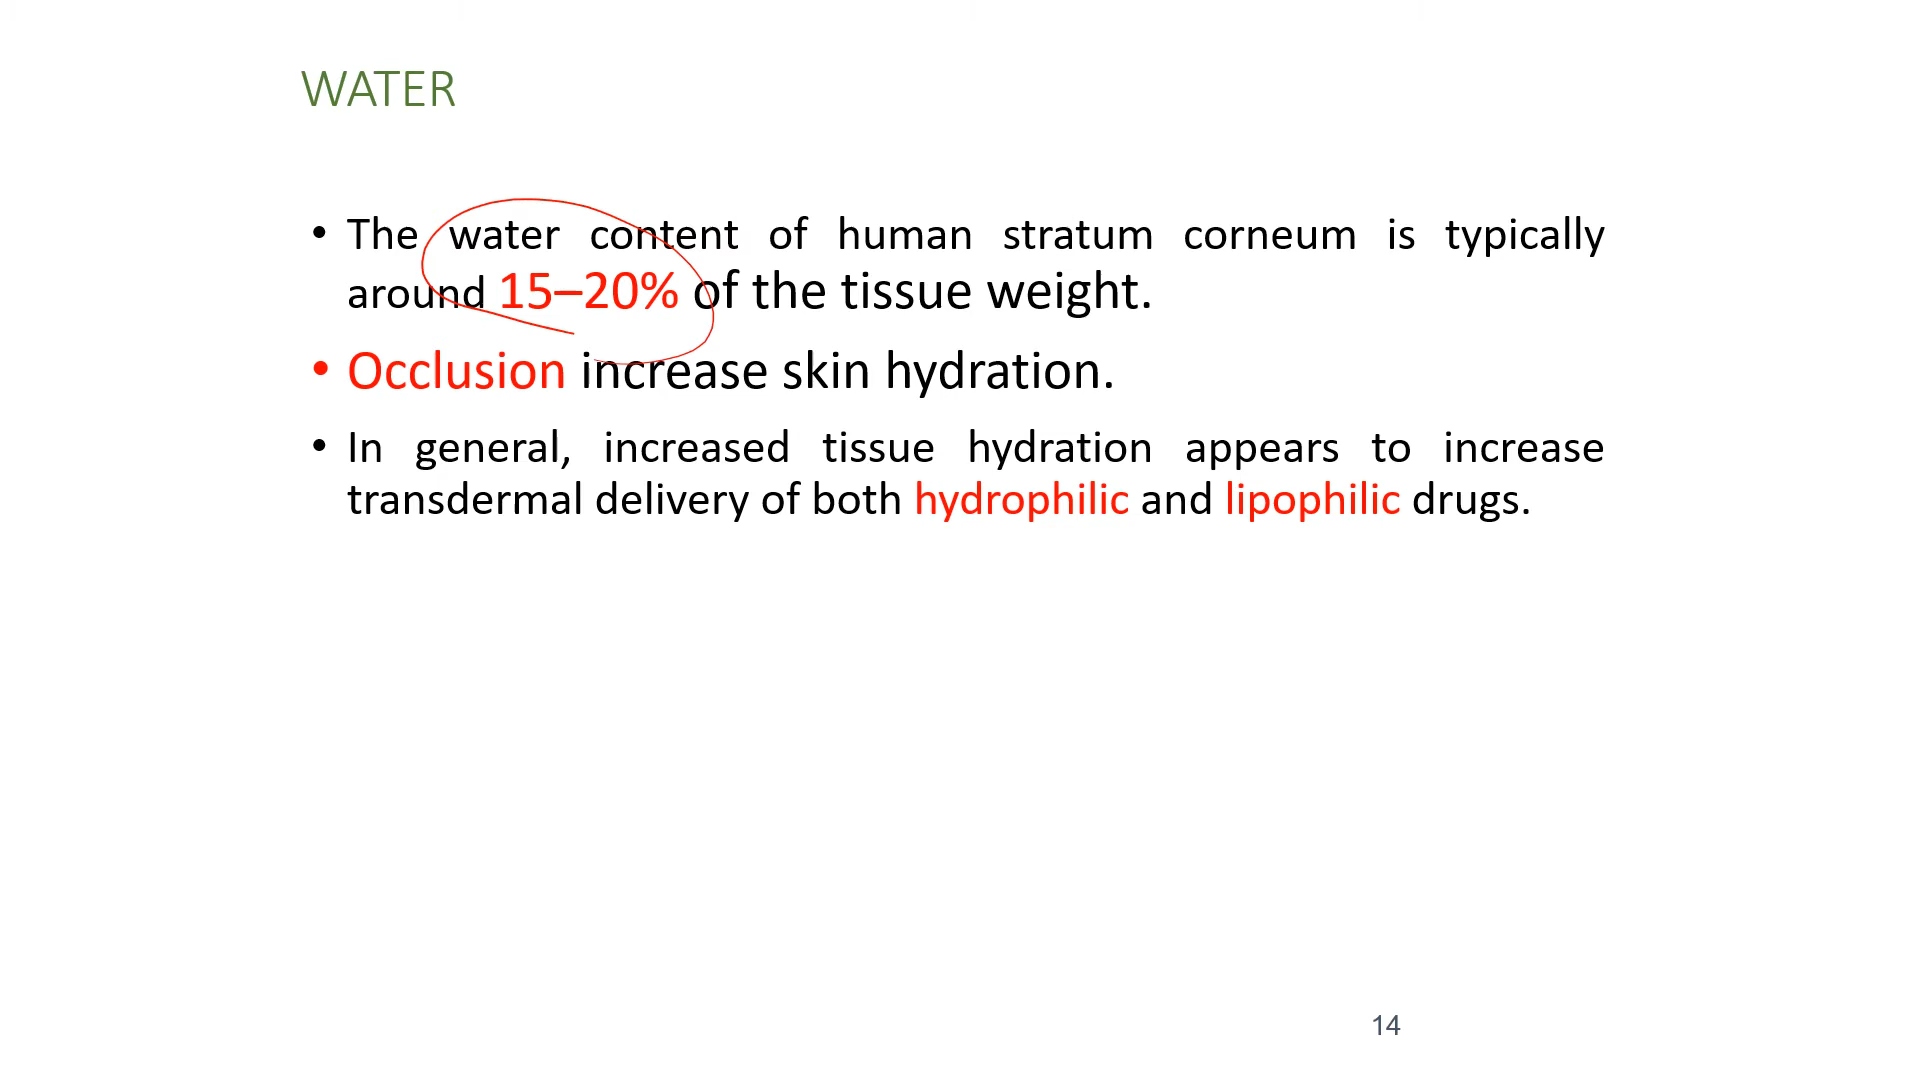 WATER
• The water content of human stratum corneum is typically
around 15–20% of the tissue weight.
• Occlusion increase skin hydration.
• In general, increased tissue hydration appears to increase
transdermal delivery of both hydrophilic and lipophilic drugs.
14